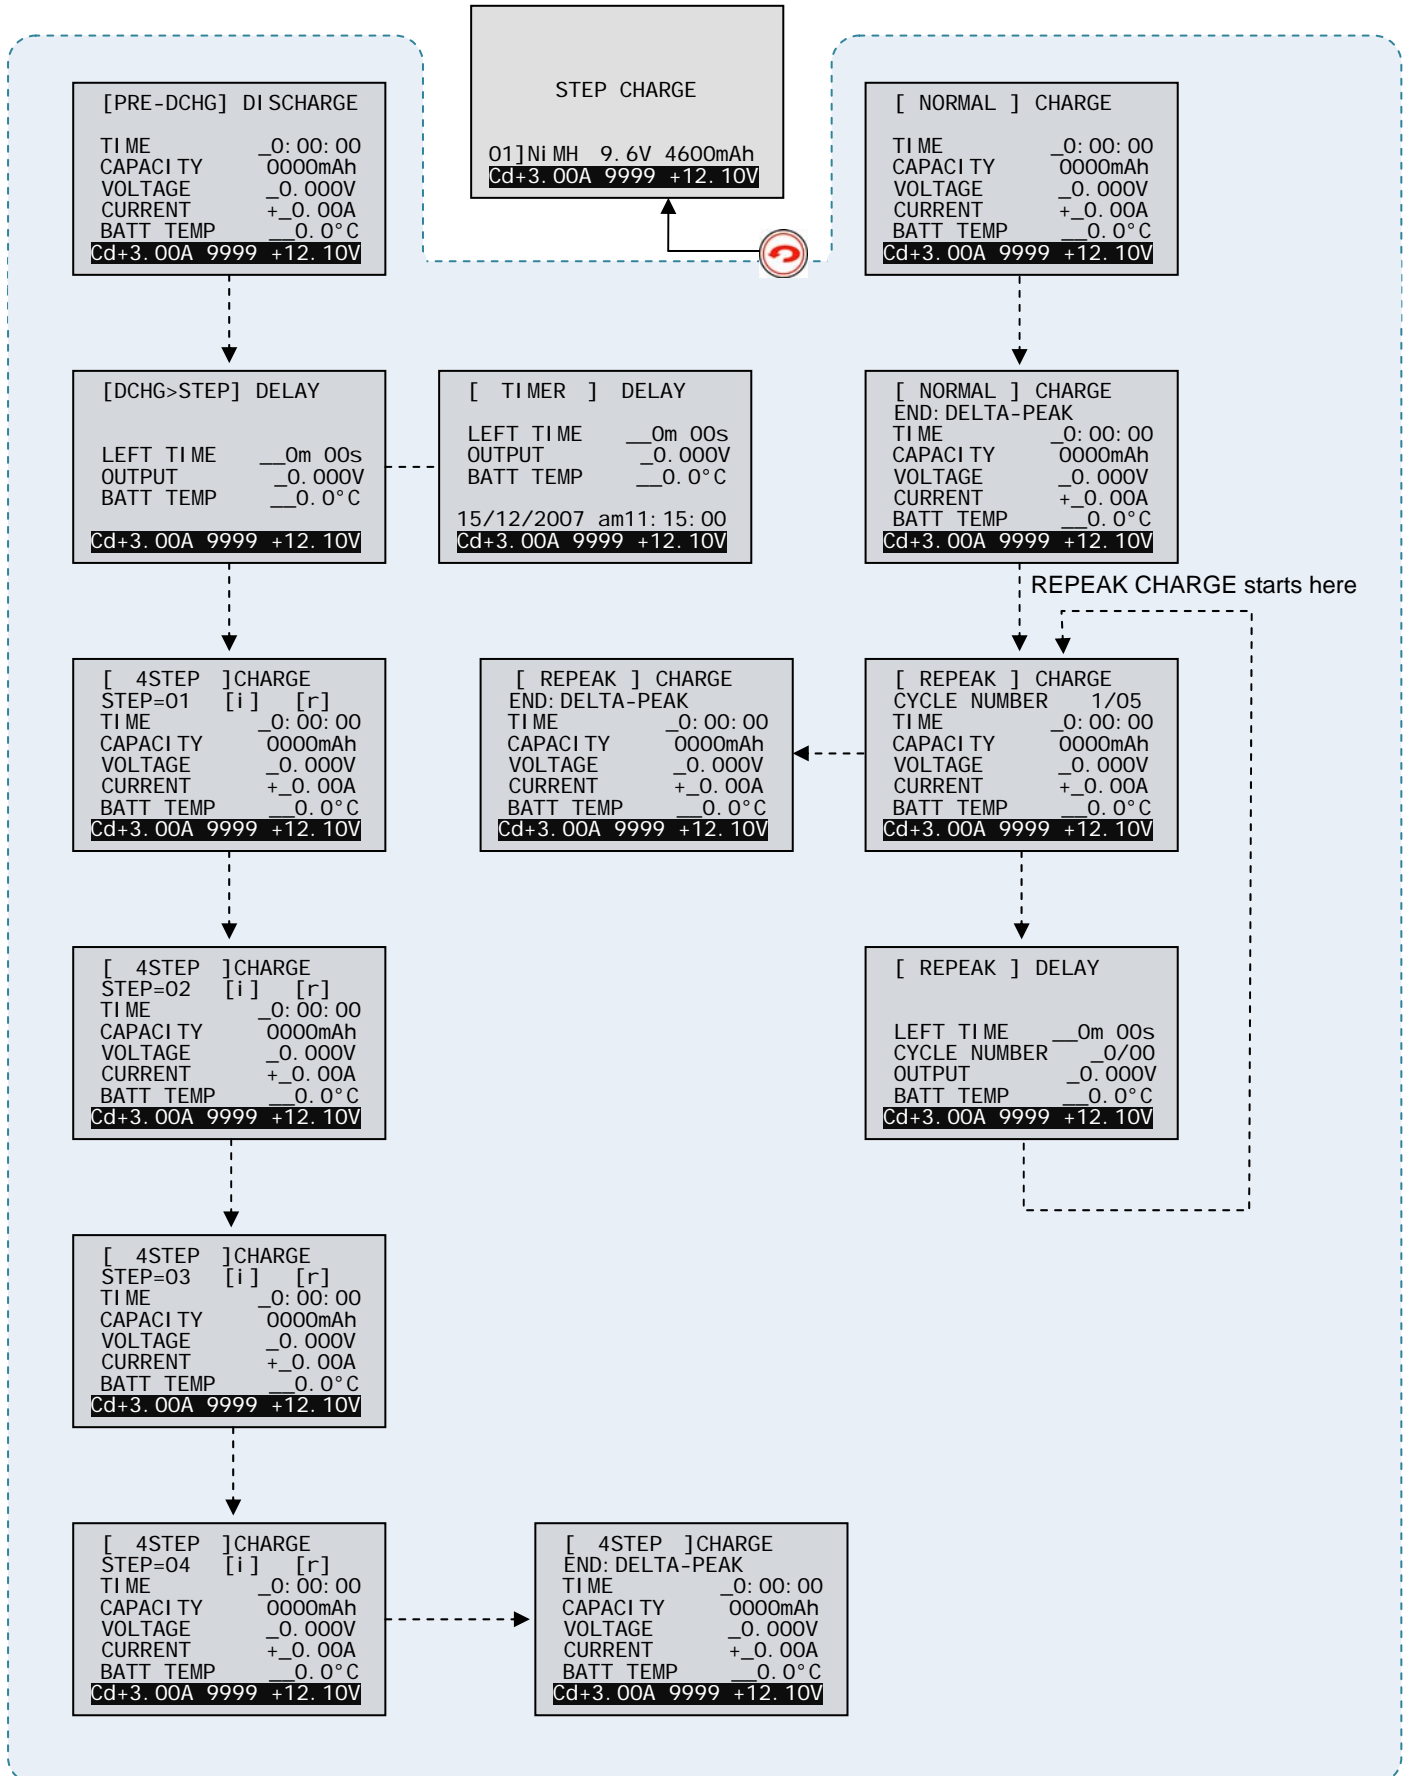 STEP CHARGE
01]NiMH 9.6V 4600mAh
Cd+3.00A 9999 +12.10V
[PRE-DCHG] DISCHARGE
TIME _0:00:00
CAPACITY 0000mAh
VOLTAGE _0.000V
CURRENT +_0.00A
BATT TEMP __0.0°C
Cd+3.00A 9999 +12.10V
[DCHG>STEP] DELAY
LEFT TIME __0m 00s
OUTPUT _0.000V
BATT TEMP __0.0°C
Cd+3.00A 9999 +12.10V
[ TIMER ] DELAY
LEFT TIME __0m 00s
OUTPUT _0.000V
BATT TEMP __0.0°C
15/12/2007 am11:15:00
Cd+3.00A 9999 +12.10V
[ 4STEP ]CHARGE
STEP=01 [i] [r]
TIME _0:00:00
CAPACITY 0000mAh
VOLTAGE _0.000V
CURRENT +_0.00A
BATT TEMP __0.0°C
Cd+3.00A 9999 +12.10V
[ 4STEP ]CHARGE
STEP=02 [i] [r]
TIME _0:00:00
CAPACITY 0000mAh
VOLTAGE _0.000V
CURRENT +_0.00A
BATT TEMP __0.0°C
Cd+3.00A 9999 +12.10V
[ 4STEP ]CHARGE
STEP=03 [i] [r]
TIME _0:00:00
CAPACITY 0000mAh
VOLTAGE _0.000V
CURRENT +_0.00A
BATT TEMP __0.0°C
Cd+3.00A 9999 +12.10V
[ 4STEP ]CHARGE
STEP=04 [i] [r]
TIME _0:00:00
CAPACITY 0000mAh
VOLTAGE _0.000V
CURRENT +_0.00A
BATT TEMP __0.0°C
Cd+3.00A 9999 +12.10V
[ 4STEP ]CHARGE
END:DELTA-PEAK
TIME _0:00:00
CAPACITY 0000mAh
VOLTAGE _0.000V
CURRENT +_0.00A
BATT TEMP __0.0°C
Cd+3.00A 9999 +12.10V
[ NORMAL ] CHARGE
TIME _0:00:00
CAPACITY 0000mAh
VOLTAGE _0.000V
CURRENT +_0.00A
BATT TEMP __0.0°C
Cd+3.00A 9999 +12.10V
[ NORMAL ] CHARGE
END:DELTA-PEAK
TIME _0:00:00
CAPACITY 0000mAh
VOLTAGE _0.000V
CURRENT +_0.00A
BATT TEMP __0.0°C
Cd+3.00A 9999 +12.10V
REPEAK CHARGE starts here
[ REPEAK ] CHARGE
CYCLE NUMBER 1/05
TIME _0:00:00
CAPACITY 0000mAh
VOLTAGE _0.000V
CURRENT +_0.00A
BATT TEMP __0.0°C
Cd+3.00A 9999 +12.10V
[ REPEAK ] CHARGE
END:DELTA-PEAK
TIME _0:00:00
CAPACITY 0000mAh
VOLTAGE _0.000V
CURRENT +_0.00A
BATT TEMP __0.0°C
Cd+3.00A 9999 +12.10V
[ REPEAK ] DELAY
LEFT TIME __0m 00s
CYCLE NUMBER _0/00
OUTPUT _0.000V
BATT TEMP __0.0°C
Cd+3.00A 9999 +12.10V